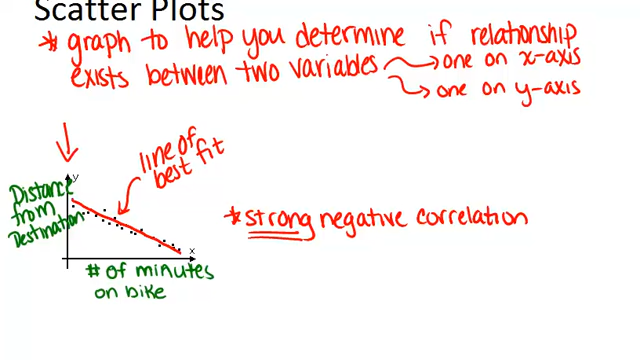 Scatter Plots
* graph to help you determine if relationship
exists between two variables → one on x-axis
→ one on y-axis
line of
best fit
y
Distance
from
Destination
* strong negative correlation
x
# of minutes
on bike